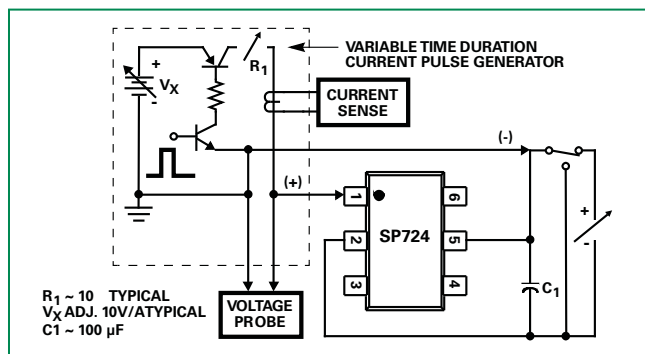 VARIABLE TIME DURATION
CURRENT PULSE GENERATOR
+
VX
-
R1
CURRENT
SENSE
(-)
(+)
1
2
3
SP724
6
5
4
+
-
C1
R1 ~ 10 TYPICAL
VX ADJ. 10V/ATYPICAL
C1 ~ 100 µF
VOLTAGE
PROBE